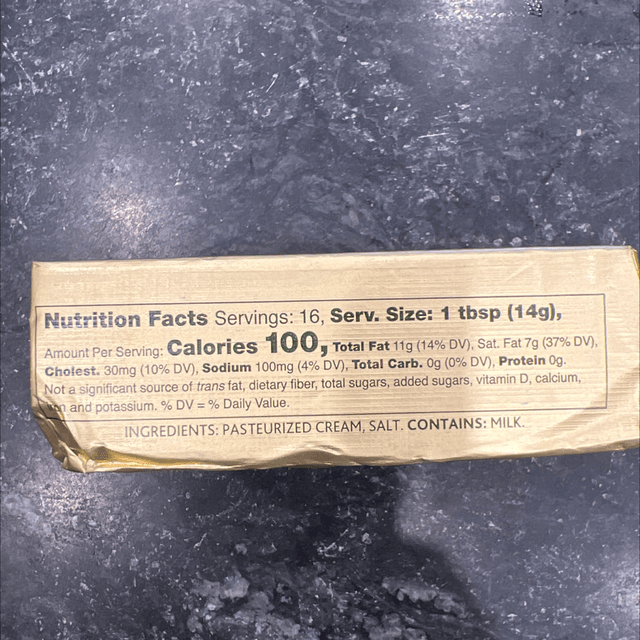 Nutrition Facts Servings: 16, Serv. Size: 1 tbsp (14g),
Amount Per Serving: Calories 100, Total Fat 11g (14% DV), Sat. Fat 7g (37% DV),
Cholest. 30mg (10% DV), Sodium 100mg (4% DV), Total Carb. 0g (0% DV), Protein 0g.
Not a significant source of trans fat, dietary fiber, total sugars, added sugars, vitamin D, calcium,
and potassium. % DV = % Daily Value.
INGREDIENTS: PASTEURIZED CREAM, SALT. CONTAINS: MILK.